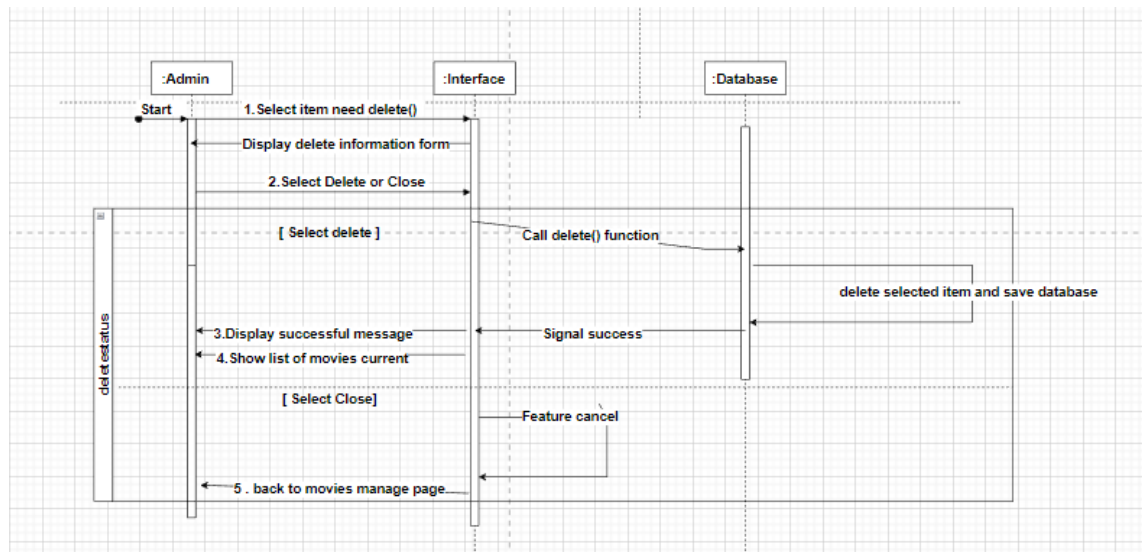 :Admin
:Interface
:Database
Start
1.Select item need delete()
Display delete information form
2.Select Delete or Close
[ Select delete ]
Call delete() function
delete selected item and save database
deletestatus
3.Display successful message
Signal success
4.Show list of movies current
[ Select Close]
Feature cancel
5 . back to movies manage page